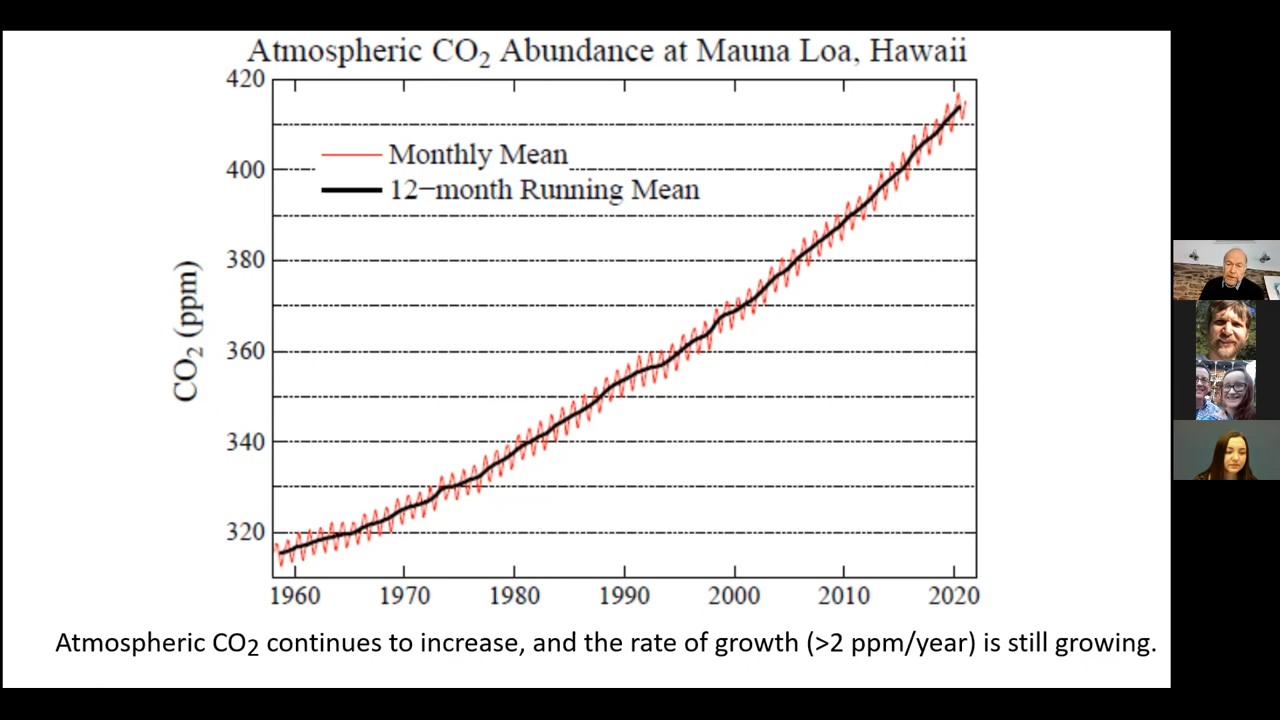 Atmospheric CO₂ Abundance at Mauna Loa, Hawaii
420
400
380
360
340
320
CO₂ (ppm)
Monthly Mean
12−month Running Mean
1960 1970 1980 1990 2000 2010 2020
Atmospheric CO₂ continues to increase, and the rate of growth (>2 ppm/year) is still growing.